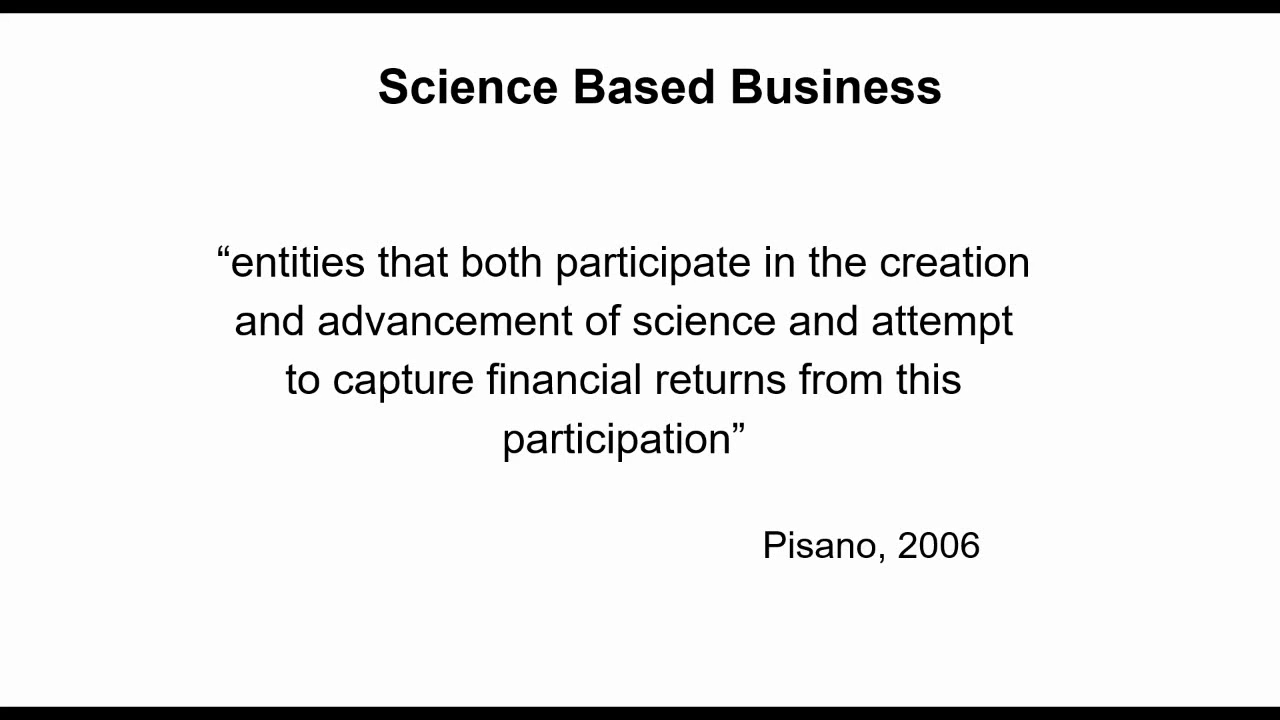 Science Based Business
“entities that both participate in the creation
and advancement of science and attempt
to capture financial returns from this
participation”
Pisano, 2006